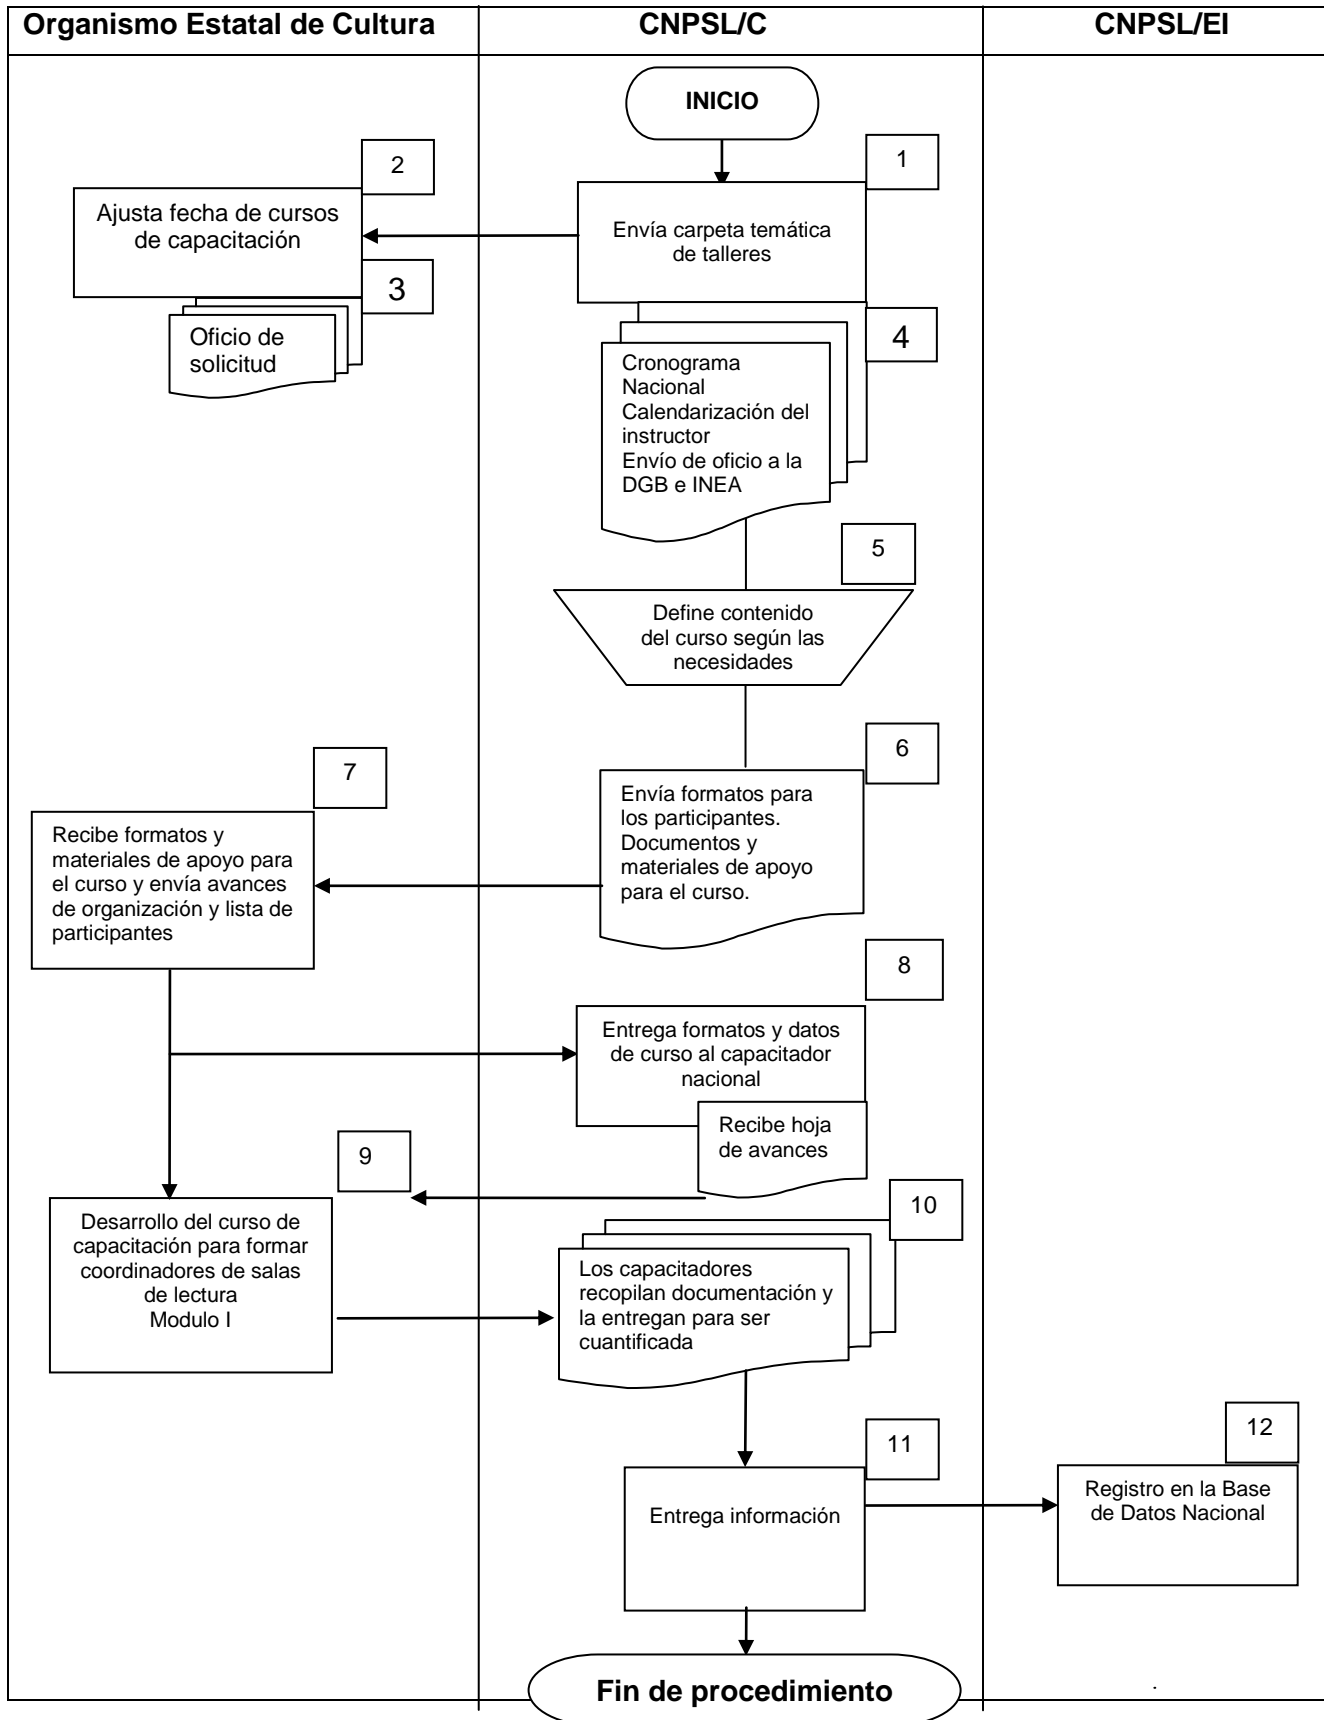 Organismo Estatal de Cultura
CNPSL/C
CNPSL/EI
INICIO
1
Envía carpeta temática
de talleres
2
Ajusta fecha de cursos
de capacitación
3
Oficio de
solicitud
4
Cronograma
Nacional
Calendarización del
instructor
Envío de oficio a la
DGB e INEA
5
Define contenido
del curso según las
necesidades
6
Envía formatos para
los participantes.
Documentos y
materiales de apoyo
para el curso.
7
Recibe formatos y
materiales de apoyo para
el curso y envía avances
de organización y lista de
participantes
8
Entrega formatos y datos
de curso al capacitador
nacional
Recibe hoja
de avances
9
Desarrollo del curso de
capacitación para formar
coordinadores de salas
de lectura
Modulo I
10
Los capacitadores
recopilan documentación y
la entregan para ser
cuantificada
11
Entrega información
12
Registro en la Base
de Datos Nacional
Fin de procedimiento
.